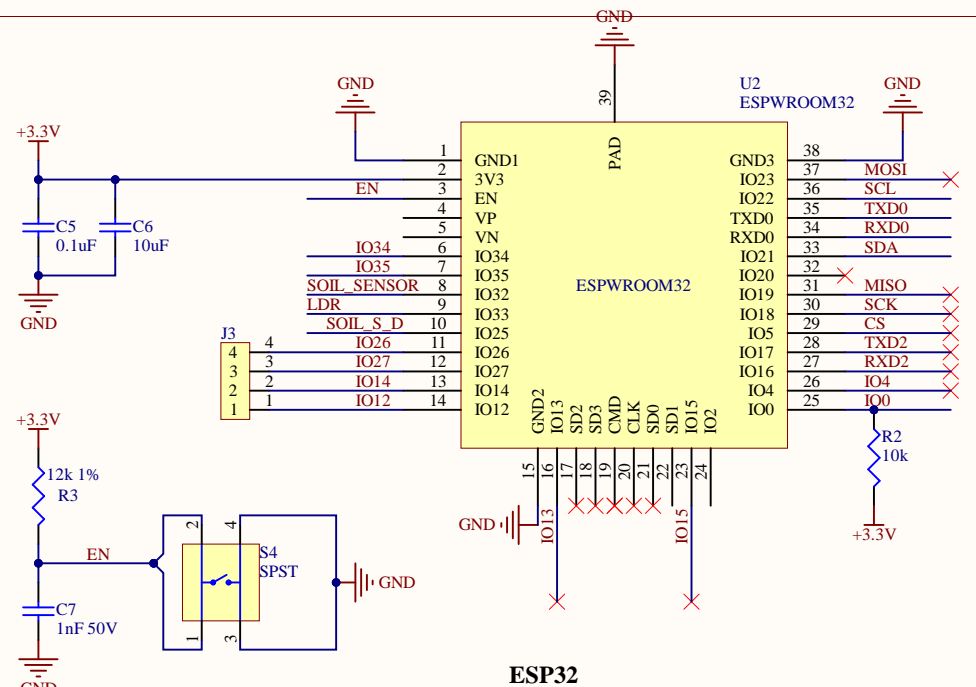 GND
GND
U2
ESPWROOM32
GND
39
PAD
+3.3V
C5
0.1uF
C6
10uF
GND
1 GND1
2 3V3
EN 3 EN
4 VP
5 VN
IO34 6 IO34
IO35 7 IO35
SOIL_SENSOR 8 IO32
LDR 9 IO33
SOIL_S_D 10 IO25
J3
4 4 IO26 11 IO26
3 3 IO27 12 IO27
2 2 IO14 13 IO14
1 1 IO12 14 IO12
ESPWROOM32
GND3 38
IO23 37 MOSI
IO22 36 SCL
TXD0 35 TXD0
RXD0 34 RXD0
IO21 33 SDA
IO20 32
IO19 31 MISO
IO18 30 SCK
IO5 29 CS
IO17 28 TXD2
IO16 27 RXD2
IO4 26 IO4
IO0 25 IO0
R2
10k
+3.3V
GND2 15
IO13 16 IO13
SD2 17
SD3 18
CMD 19
CLK 20
SD0 21
SD1 22
IO15 23 IO15
IO2 24
GND
+3.3V
12k 1%
R3
EN
C7
1nF 50V
GND
2 4
S4
SPST
1 3
GND
ESP32